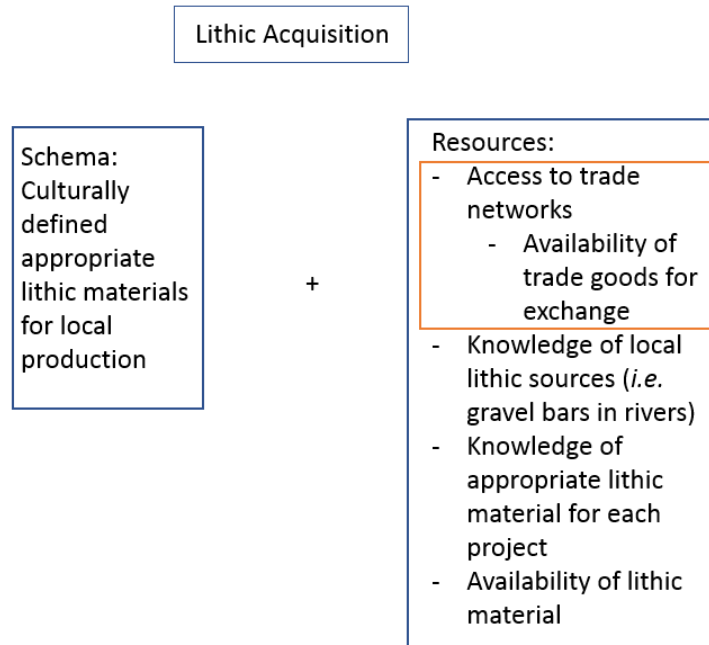 Lithic Acquisition
Schema:
Culturally
defined
appropriate
lithic materials
for local
production
+
Resources:
- Access to trade
networks
- Availability of
trade goods for
exchange
- Knowledge of local
lithic sources (i.e.
gravel bars in rivers)
- Knowledge of
appropriate lithic
material for each
project
- Availability of lithic
material